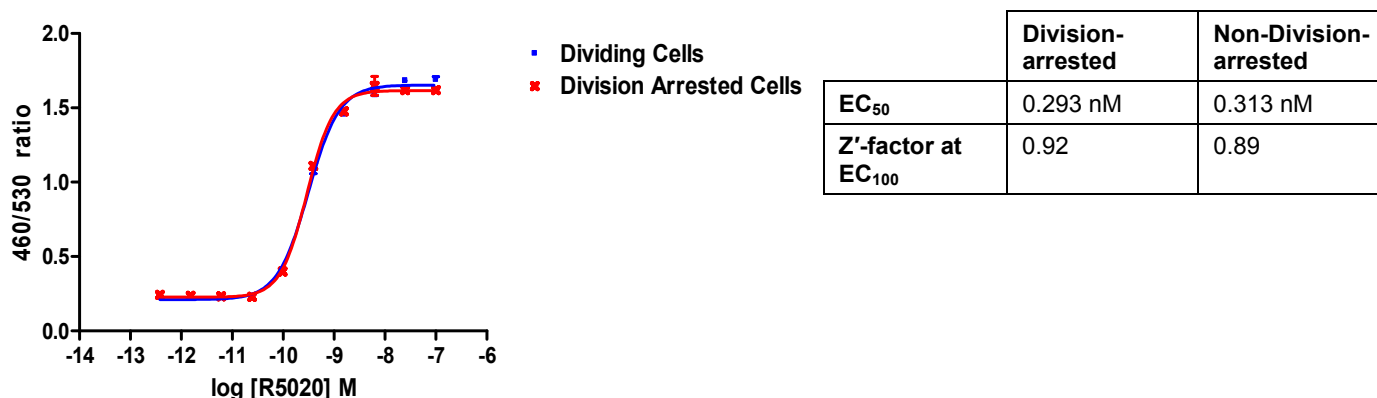 2.0
1.5
1.0
0.5
0.0
460/530 ratio
-14 -13 -12 -11 -10 -9 -8 -7 -6
log [R5020] M
Dividing Cells
Division Arrested Cells
Division- Non-Division-
arrested arrested
EC50 0.293 nM 0.313 nM
Z′-factor at 0.92 0.89
EC100